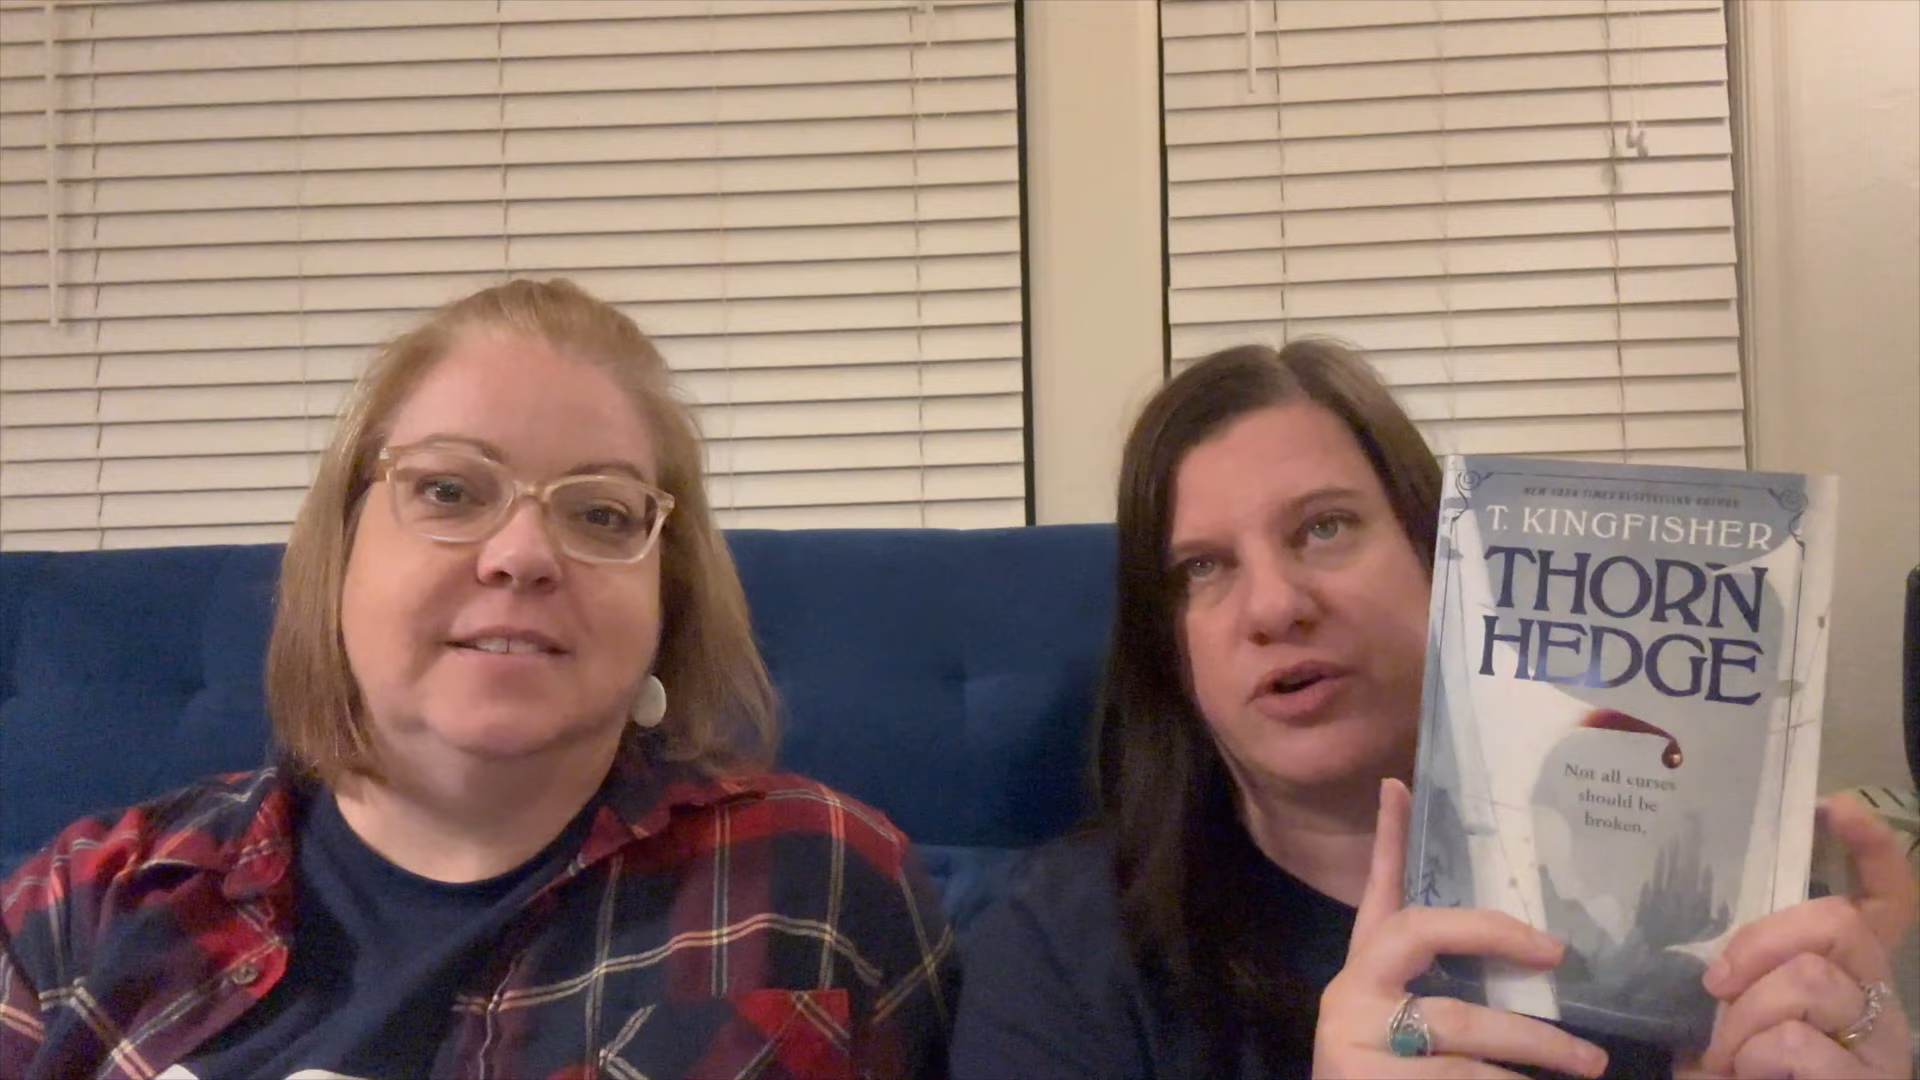 NEW YORK TIMES BESTSELLING AUTHOR
T. KINGFISHER
THORN
HEDGE
Not all curses
should be
broken.